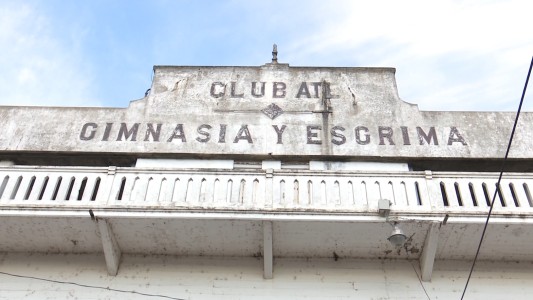 CLUB ATL
GIMNASIA Y ESGRIMA